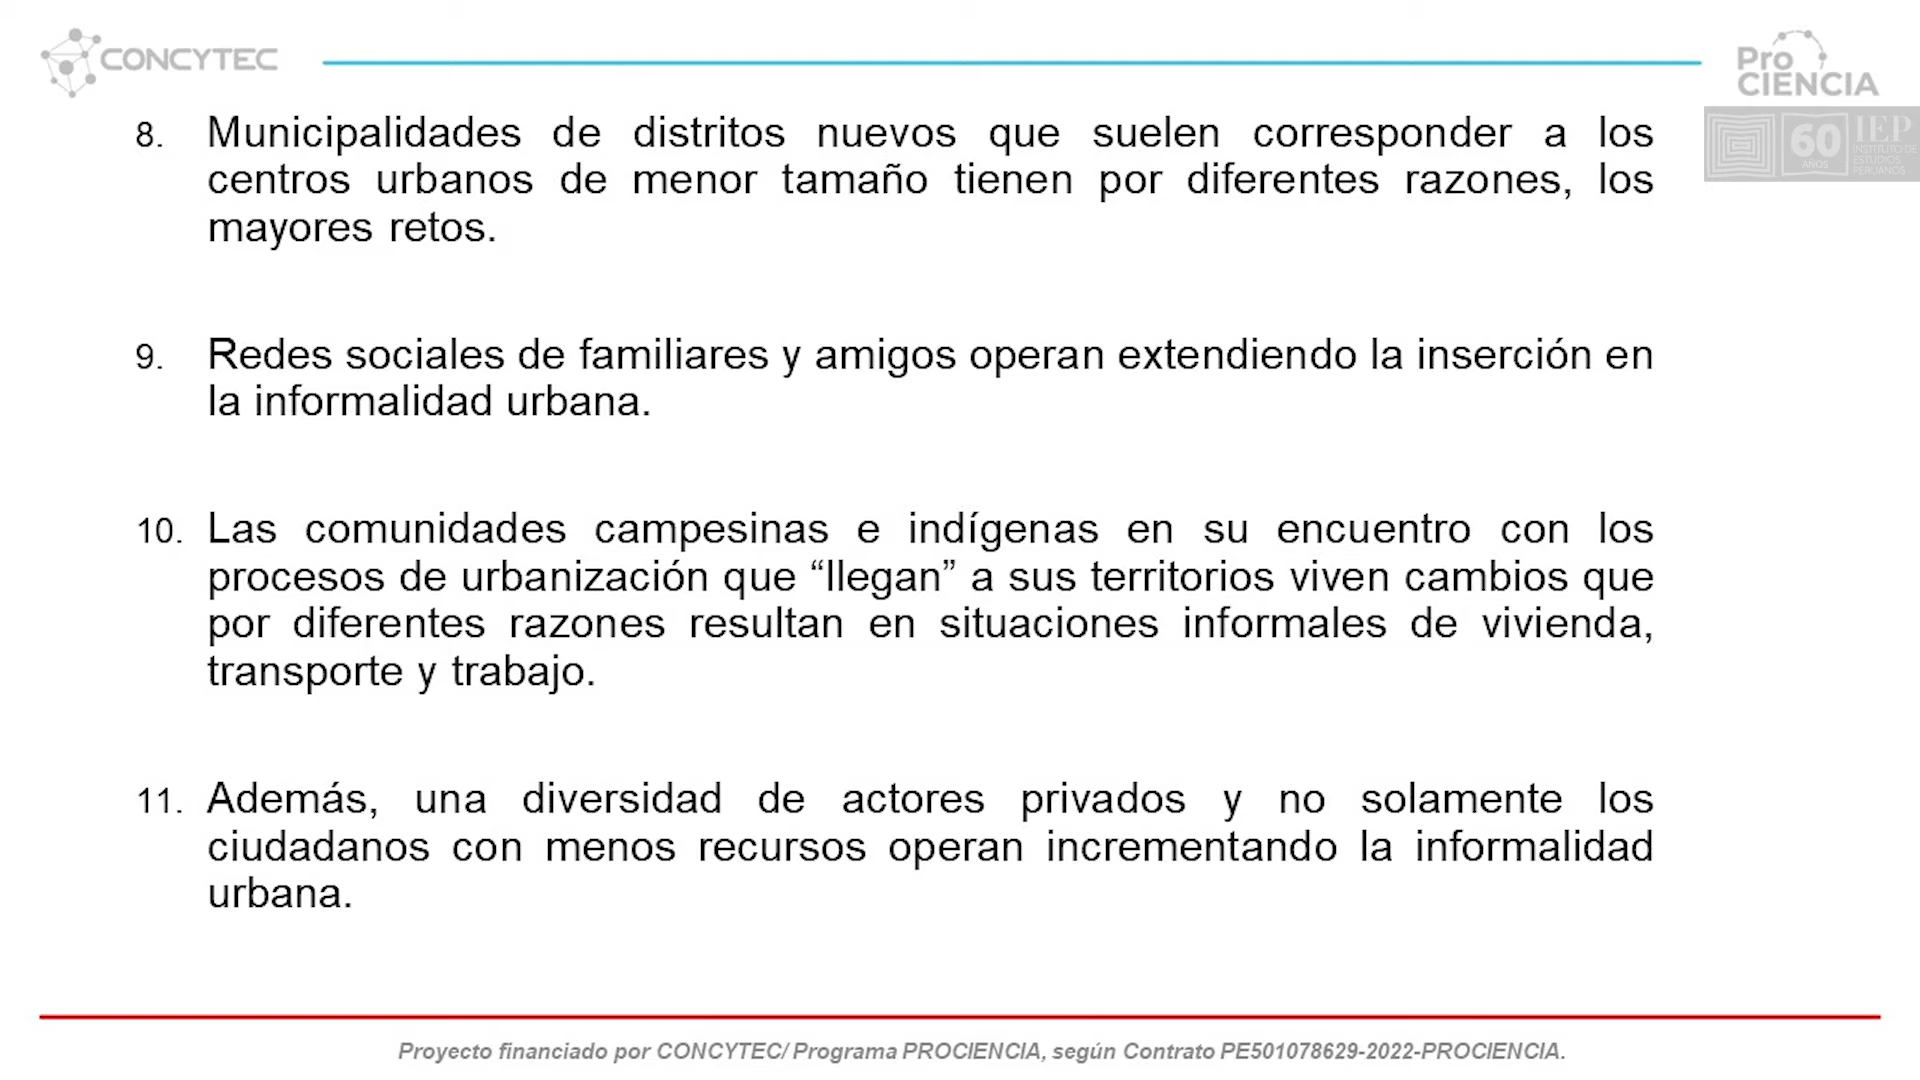 CONCYTEC
Pro
CIENCIA
60
AÑOS
IEP
INSTITUTO DE
ESTUDIOS
PERUANOS
8. Municipalidades de distritos nuevos que suelen corresponder a los
centros urbanos de menor tamaño tienen por diferentes razones, los
mayores retos.
9. Redes sociales de familiares y amigos operan extendiendo la inserción en
la informalidad urbana.
10. Las comunidades campesinas e indígenas en su encuentro con los
procesos de urbanización que “llegan” a sus territorios viven cambios que
por diferentes razones resultan en situaciones informales de vivienda,
transporte y trabajo.
11. Además, una diversidad de actores privados y no solamente los
ciudadanos con menos recursos operan incrementando la informalidad
urbana.
Proyecto financiado por CONCYTEC/ Programa PROCIENCIA, según Contrato PE501078629-2022-PROCIENCIA.